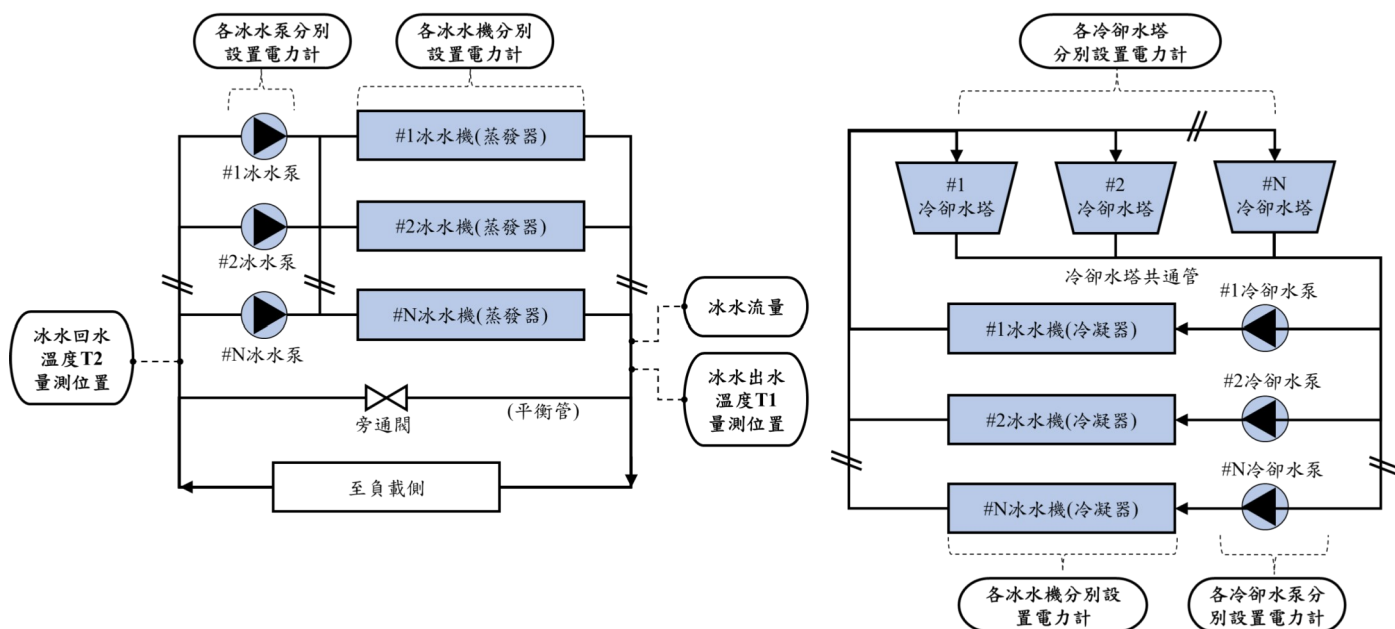 各冰水泵分別
設置電力計
各冰水機分別
設置電力計
#1冰水機(蒸發器)
#1冰水泵
#2冰水機(蒸發器)
#2冰水泵
#N冰水機(蒸發器)
#N冰水泵
冰水回水
溫度T2
量測位置
冰水流量
冰水出水
溫度T1
量測位置
旁通閥
(平衡管)
至負載側
各冷卻水塔
分別設置電力計
#1
冷卻水塔
#2
冷卻水塔
#N
冷卻水塔
冷卻水塔共通管
#1冷卻水泵
#1冰水機(冷凝器)
#2冷卻水泵
#2冰水機(冷凝器)
#N冷卻水泵
#N冰水機(冷凝器)
各冰水機分別設
置電力計
各冷卻水泵分
別設置電力計